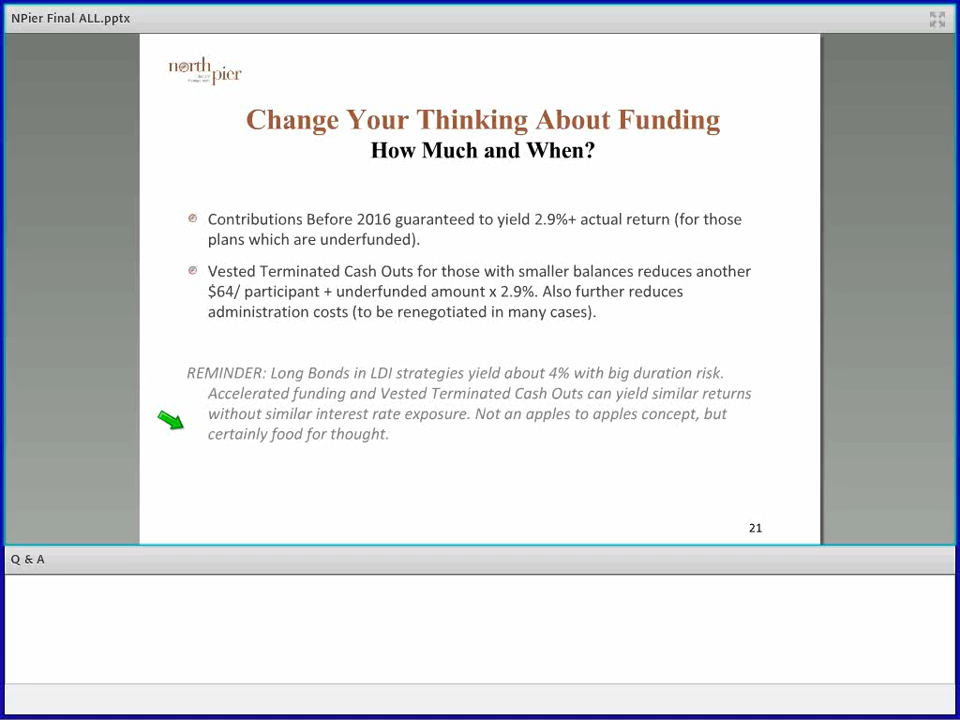 NPier Final ALL.pptx
north
pier
Change Your Thinking About Funding
How Much and When?
Contributions Before 2016 guaranteed to yield 2.9%+ actual return (for those
plans which are underfunded).
Vested Terminated Cash Outs for those with smaller balances reduces another
$64/ participant + underfunded amount x 2.9%. Also further reduces
administration costs (to be renegotiated in many cases).
REMINDER: Long Bonds in LDI strategies yield about 4% with big duration risk.
Accelerated funding and Vested Terminated Cash Outs can yield similar returns
without similar interest rate exposure. Not an apples to apples concept, but
certainly food for thought.
21
Q & A